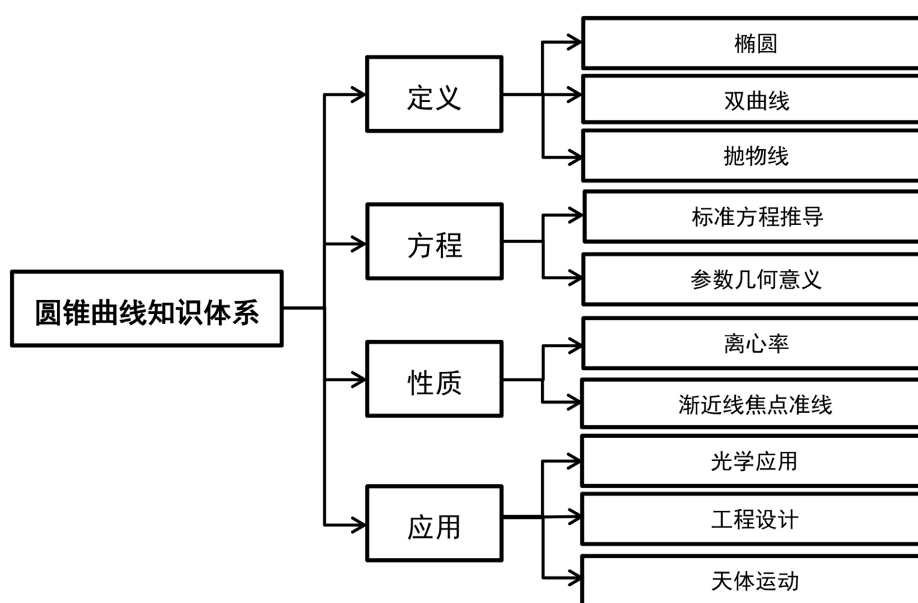 圆锥曲线知识体系
定义
椭圆
双曲线
抛物线
方程
标准方程推导
参数几何意义
性质
离心率
渐近线焦点准线
应用
光学应用
工程设计
天体运动